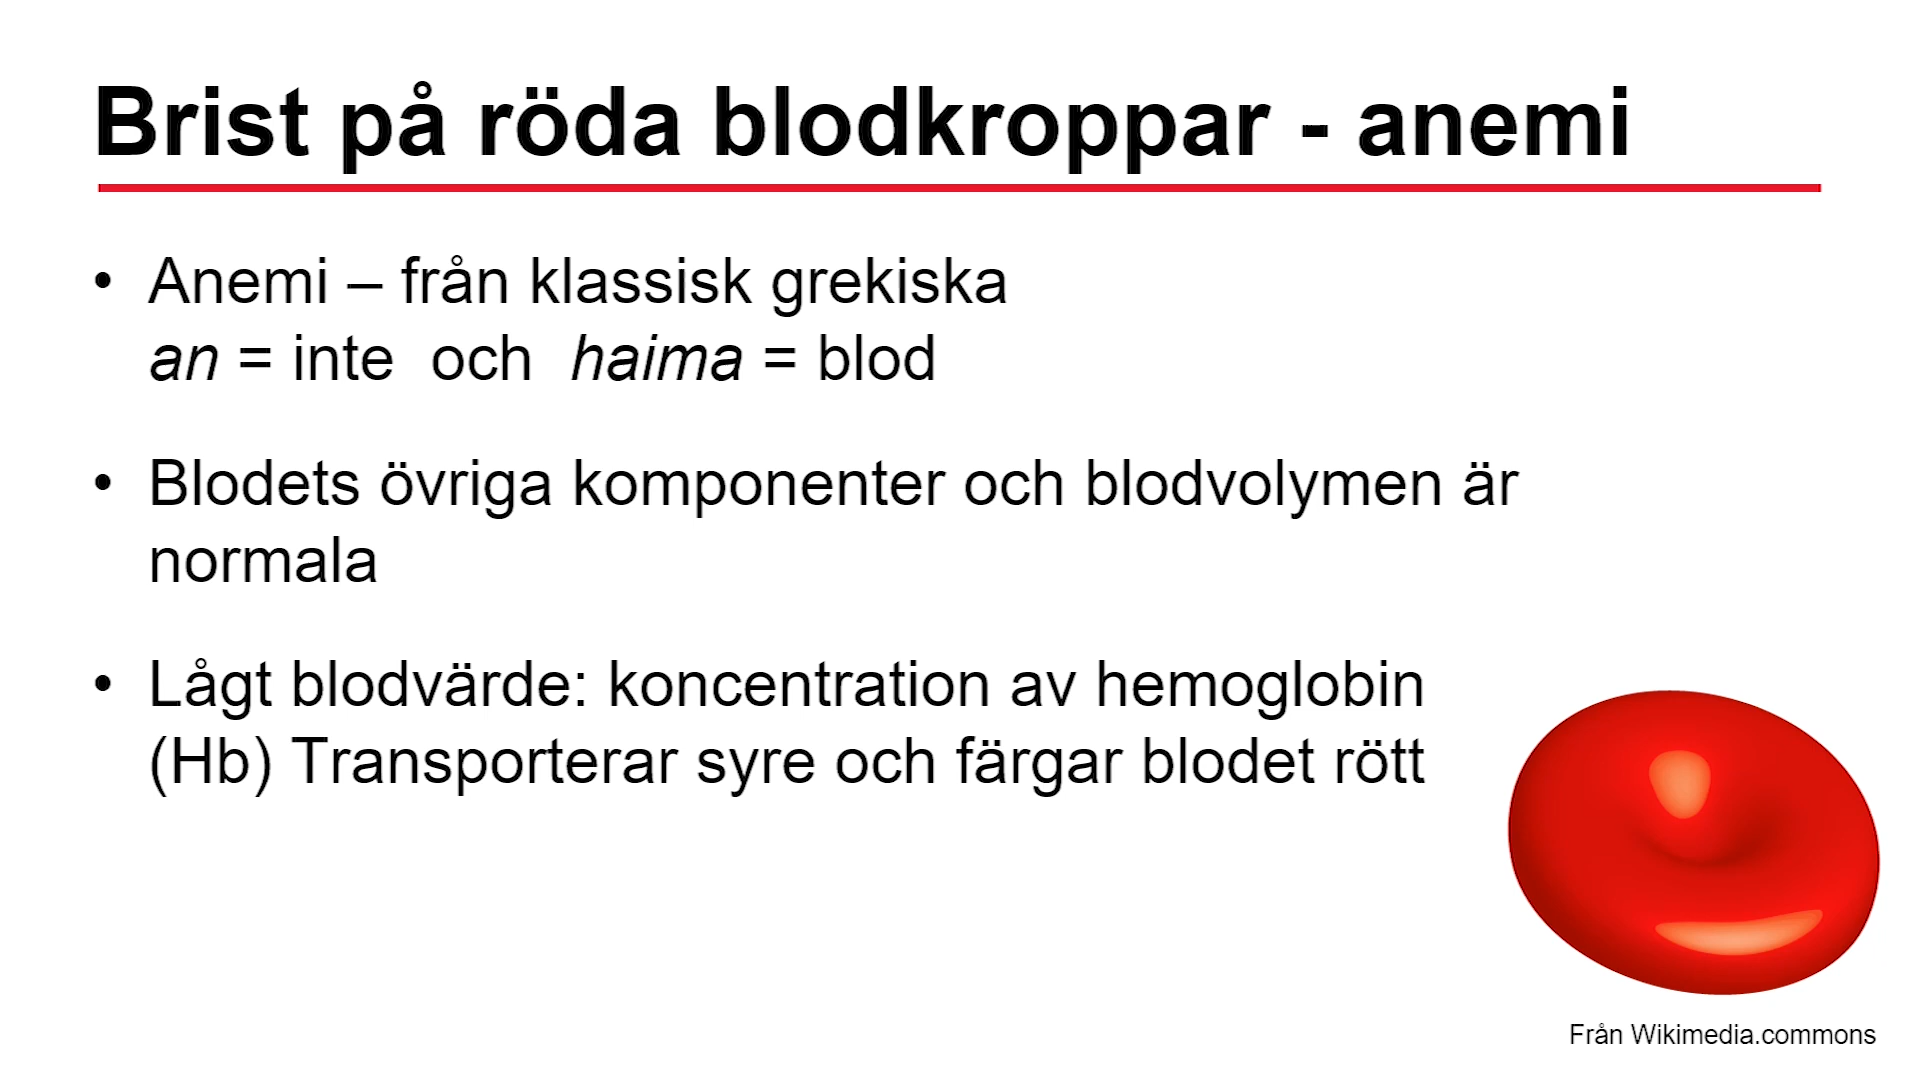 Brist på röda blodkroppar - anemi
• Anemi – från klassisk grekiska
an = inte och haima = blod
• Blodets övriga komponenter och blodvolymen är
normala
• Lågt blodvärde: koncentration av hemoglobin
(Hb) Transporterar syre och färgar blodet rött
Från Wikimedia.commons